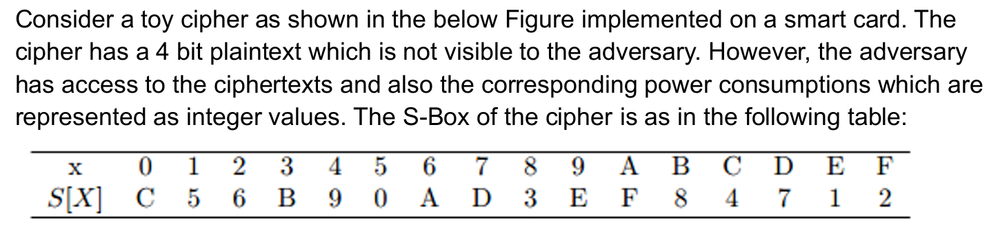 Consider a toy cipher as shown in the below Figure implemented on a smart card. The
cipher has a 4 bit plaintext which is not visible to the adversary. However, the adversary
has access to the ciphertexts and also the corresponding power consumptions which are
represented as integer values. The S-Box of the cipher is as in the following table:
x 0 1 2 3 4 5 6 7 8 9 A B C D E F
S[X] C 5 6 B 9 0 A D 3 E F 8 4 7 1 2